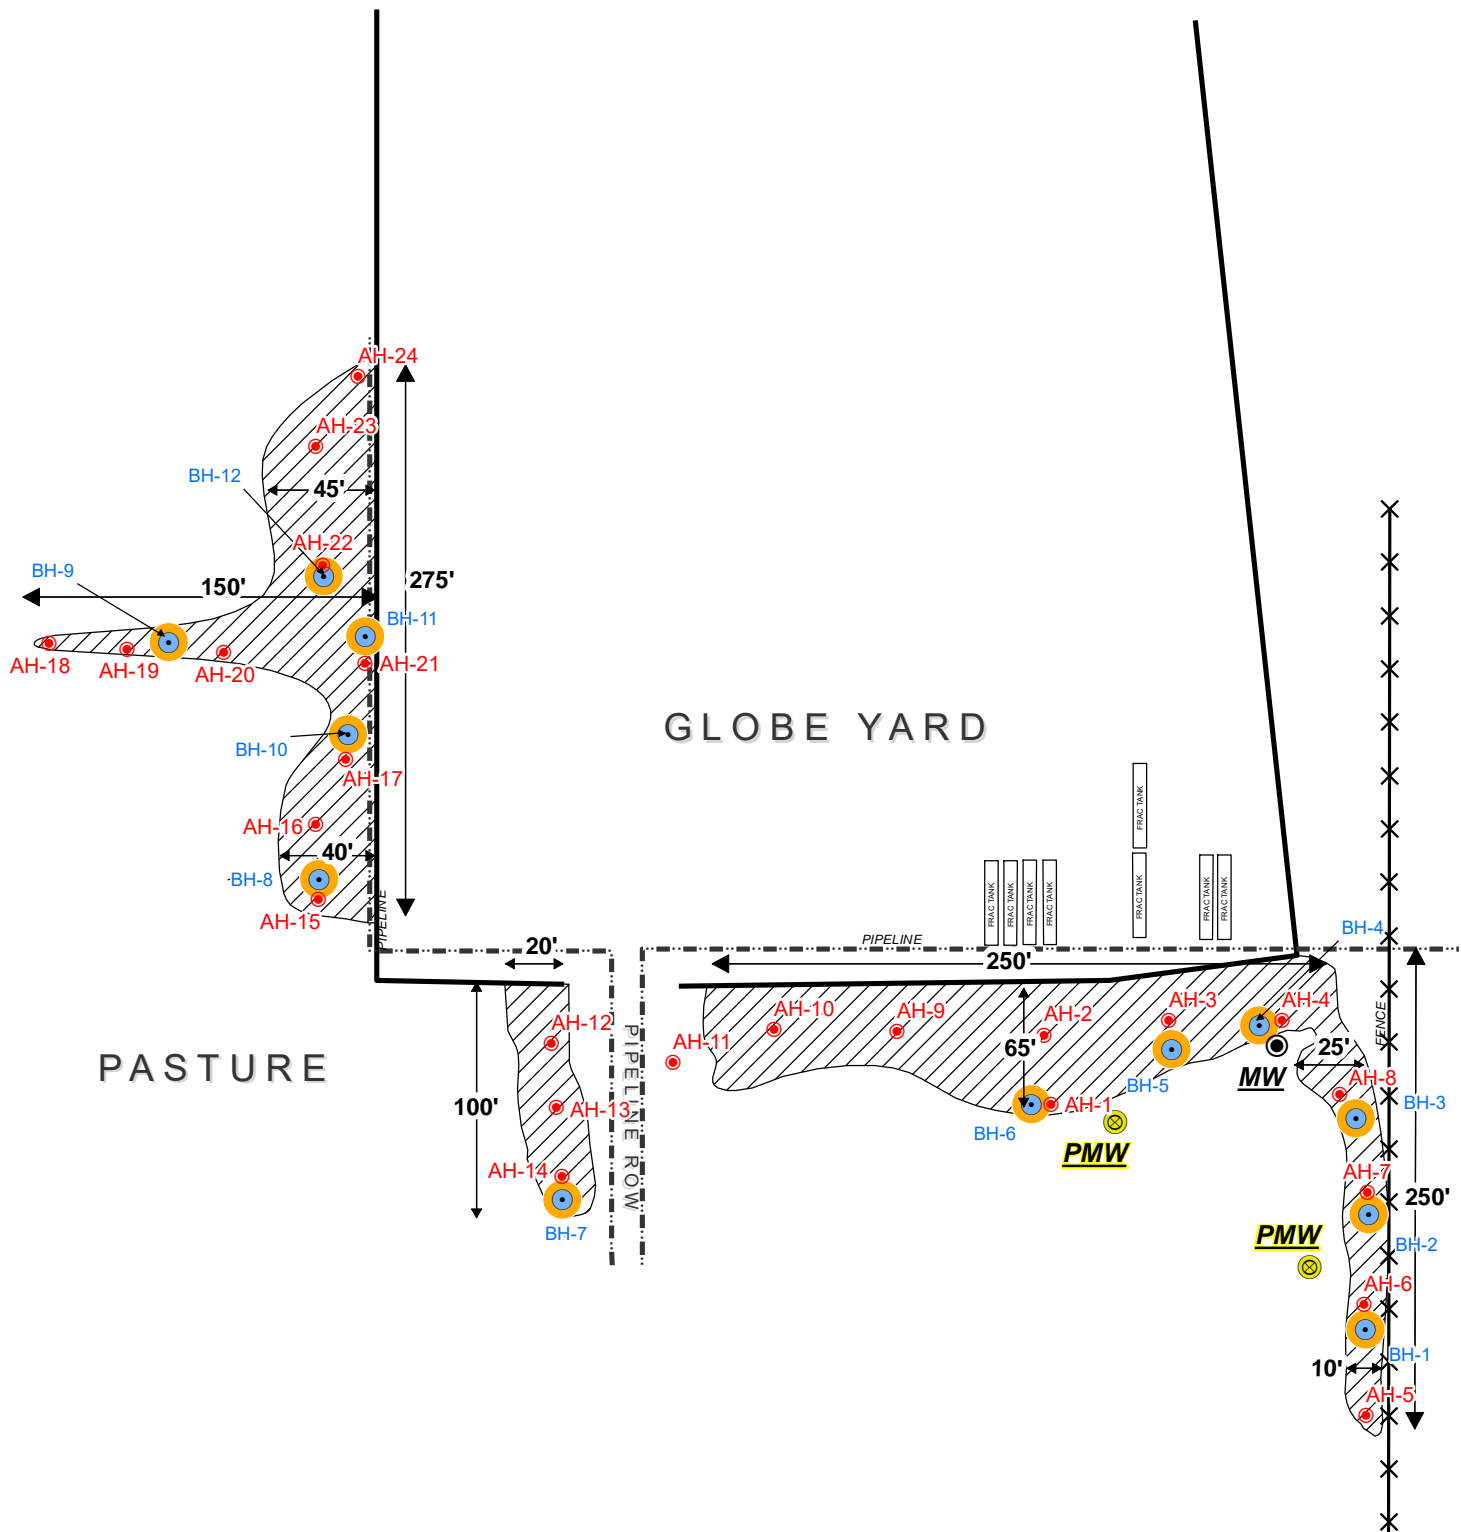 AH-24
AH-23
BH-12
45'
AH-22
BH-9
150'
275'
BH-11
AH-18
AH-19
AH-20
AH-21
GLOBE YARD
BH-10
AH-17
FRAC TANK
AH-16
40'
BH-8
FRAC TANK
FRAC TANK
FRAC TANK
FRAC TANK
FRAC TANK
FRAC TANK
FRAC TANK
AH-15
PIPELINE
20'
PIPELINE
BH-4
250'
AH-12
AH-11
AH-10
AH-9
AH-2
AH-3
AH-4
FENCE
65'
25'
PASTURE
PIPELINE ROW
MW
BH-5
AH-8
BH-3
100'
AH-13
AH-1
BH-6
PMW
AH-14
AH-7
250'
BH-7
PMW
BH-2
AH-6
BH-1
10'
AH-5